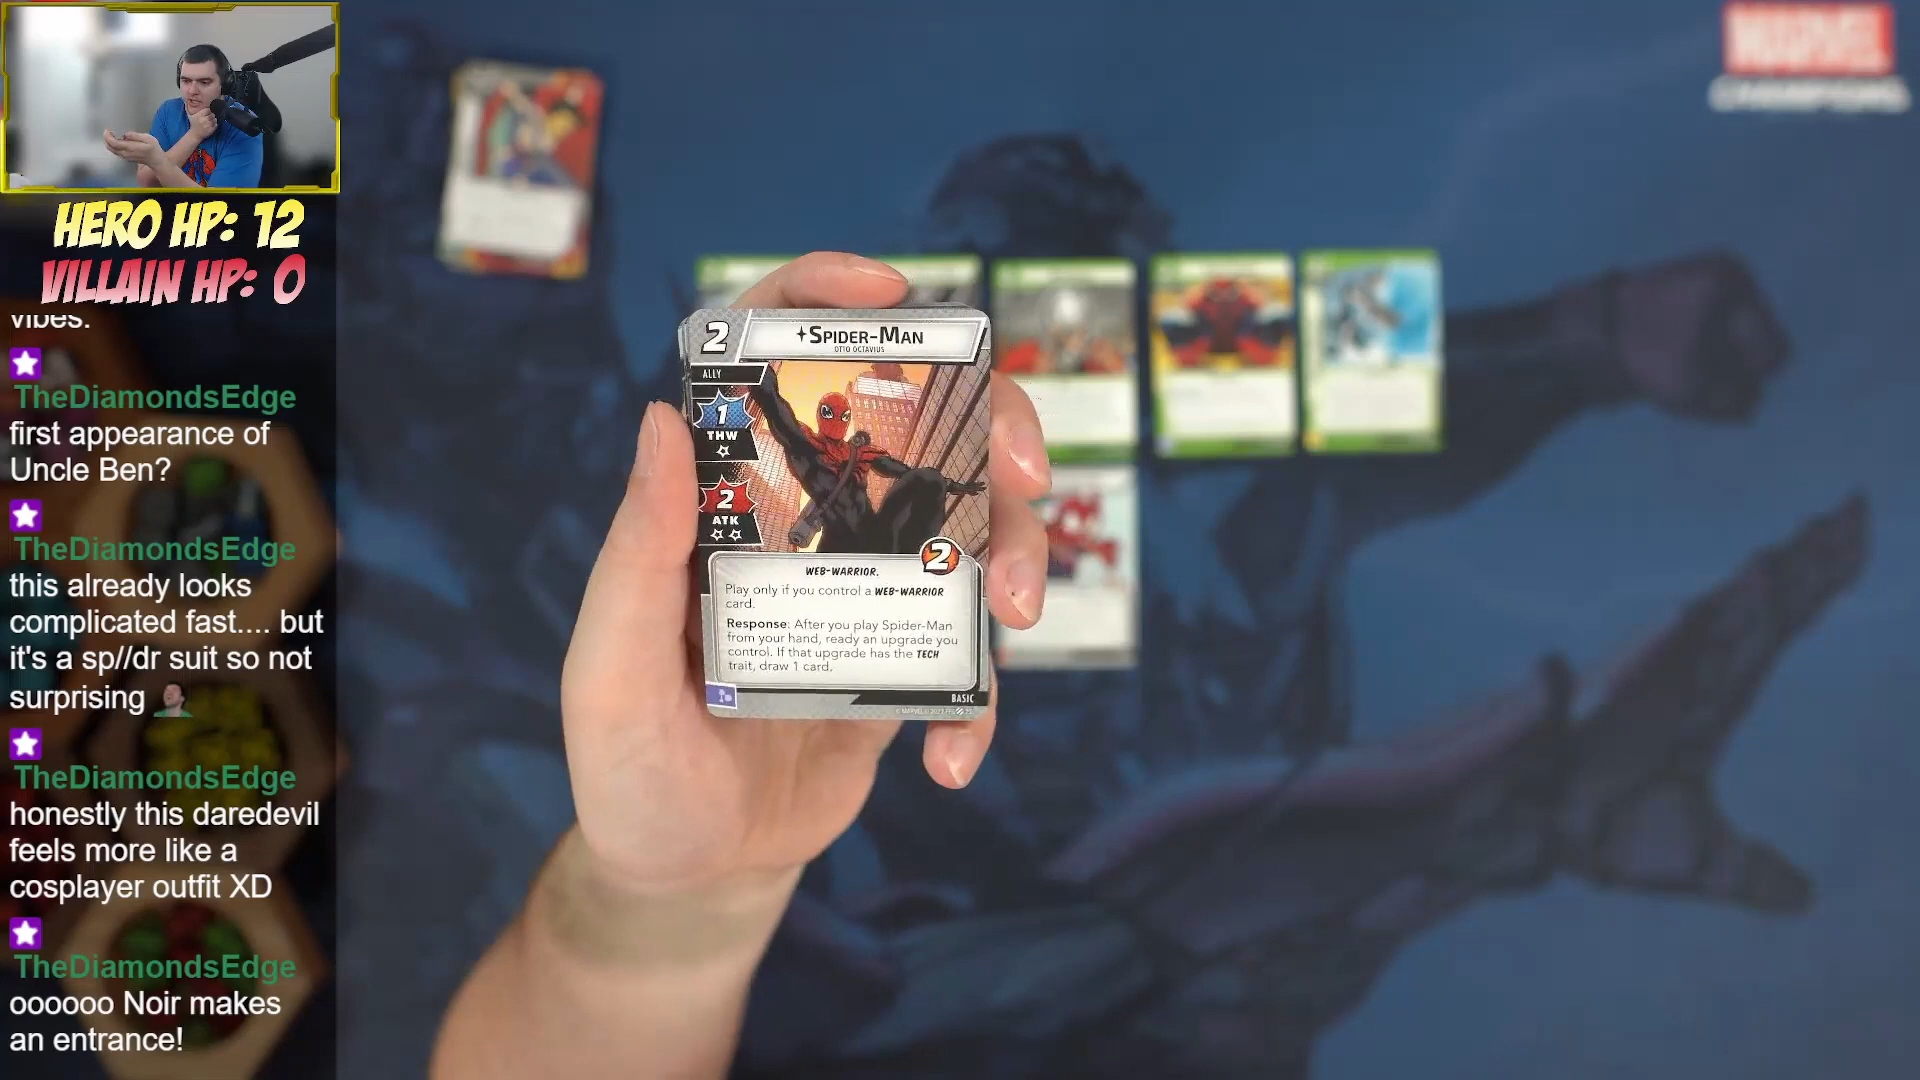 MARVEL
CHAMPIONS
HERO HP: 12
VILLAIN HP: 0
vibes.
TheDiamondsEdge
first appearance of
Uncle Ben?
TheDiamondsEdge
this already looks
complicated fast.... but
it's a sp//dr suit so not
surprising
TheDiamondsEdge
honestly this daredevil
feels more like a
cosplayer outfit XD
TheDiamondsEdge
oooooo Noir makes
an entrance!
2
SPIDER-MAN
OTTO OCTAVIUS
ALLY
1
THW
2
ATK
2
WEB-WARRIOR.
Play only if you control a WEB-WARRIOR
card.
Response: After you play Spider-Man
from your hand, ready an upgrade you
control. If that upgrade has the TECH
trait, draw 1 card.
BASIC